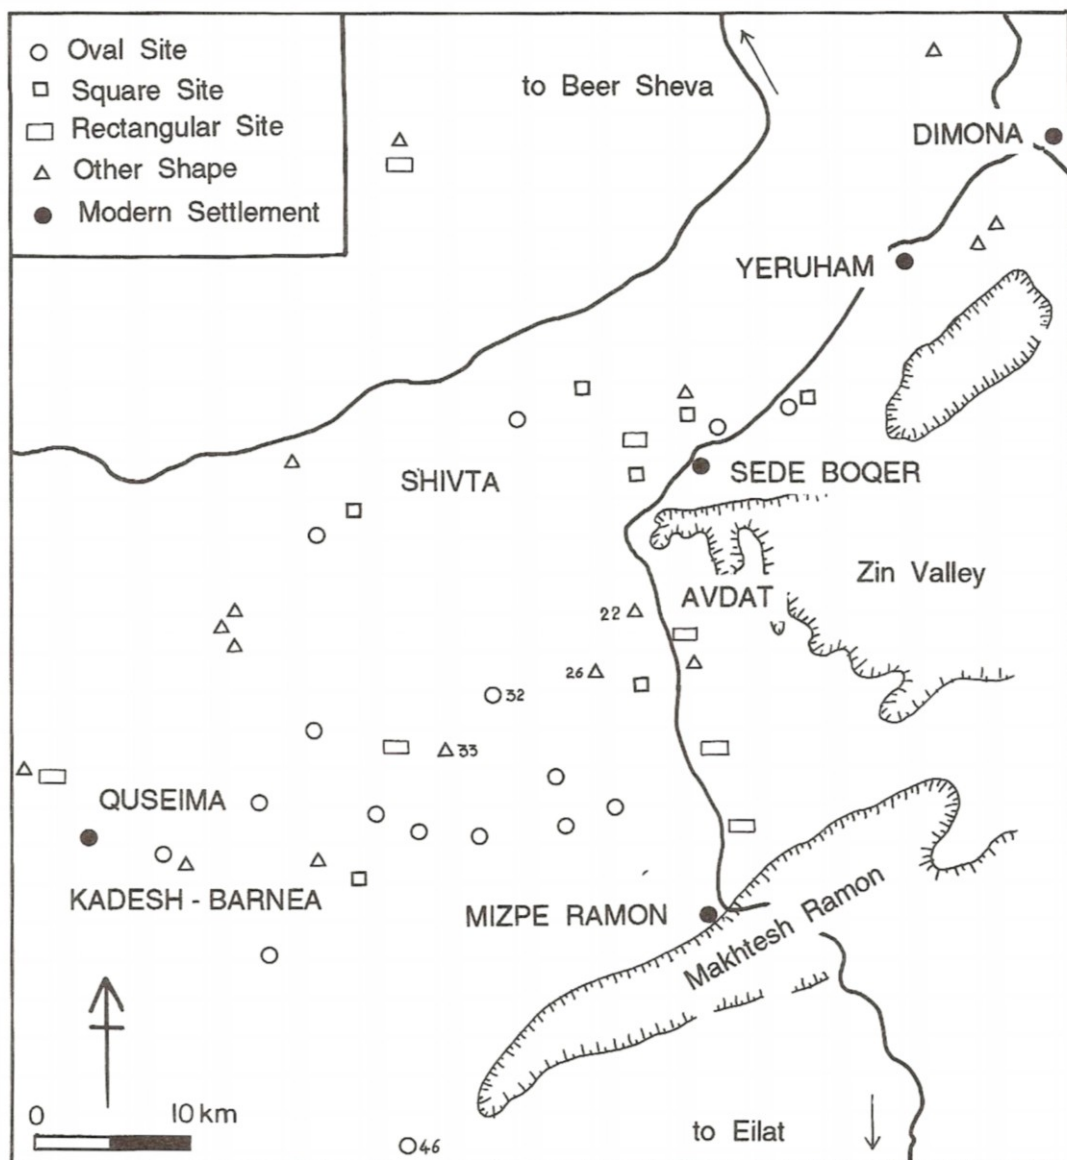 Oval Site
Square Site
Rectangular Site
Other Shape
Modern Settlement
to Beer Sheva
DIMONA
YERUHAM
SHIVTA
SEDE BOQER
Zin Valley
AVDAT
22
26
32
33
QUSEIMA
KADESH - BARNEA
MIZPE RAMON
Makhtesh Ramon
0 10 km
to Eilat
46